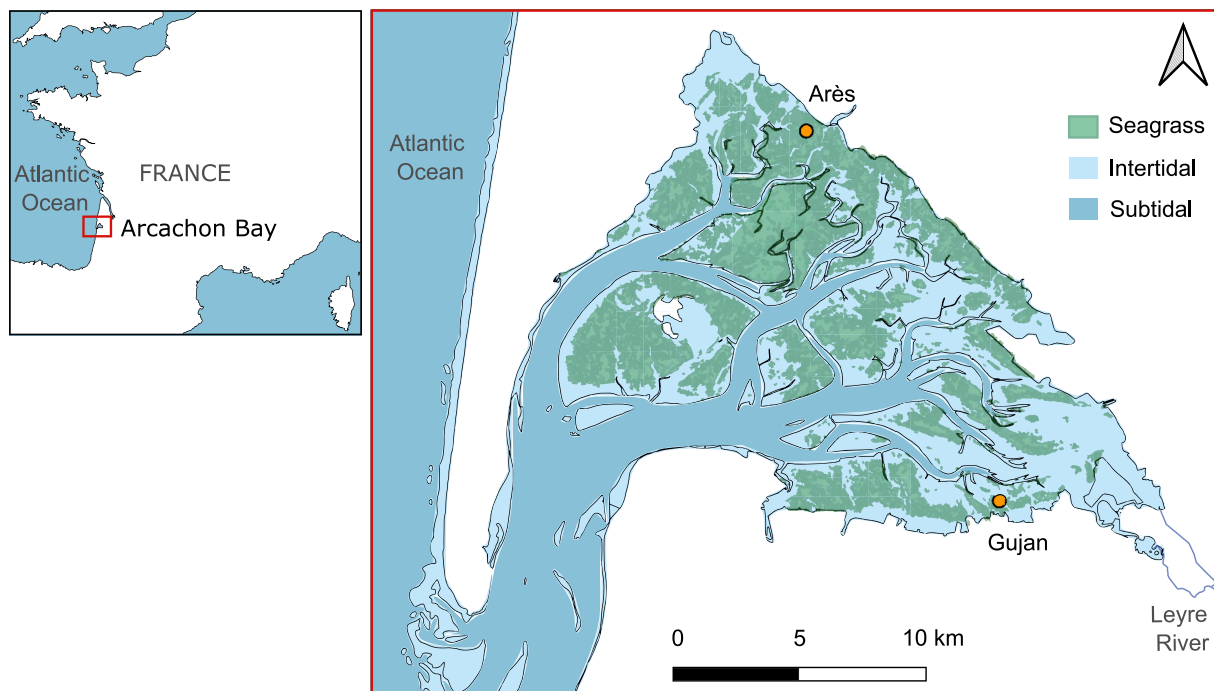 Atlantic
Ocean
FRANCE
Arcachon Bay
Atlantic
Ocean
Arès
Seagrass
Intertidal
Subtidal
Gujan
Leyre
River
0 5 10 km